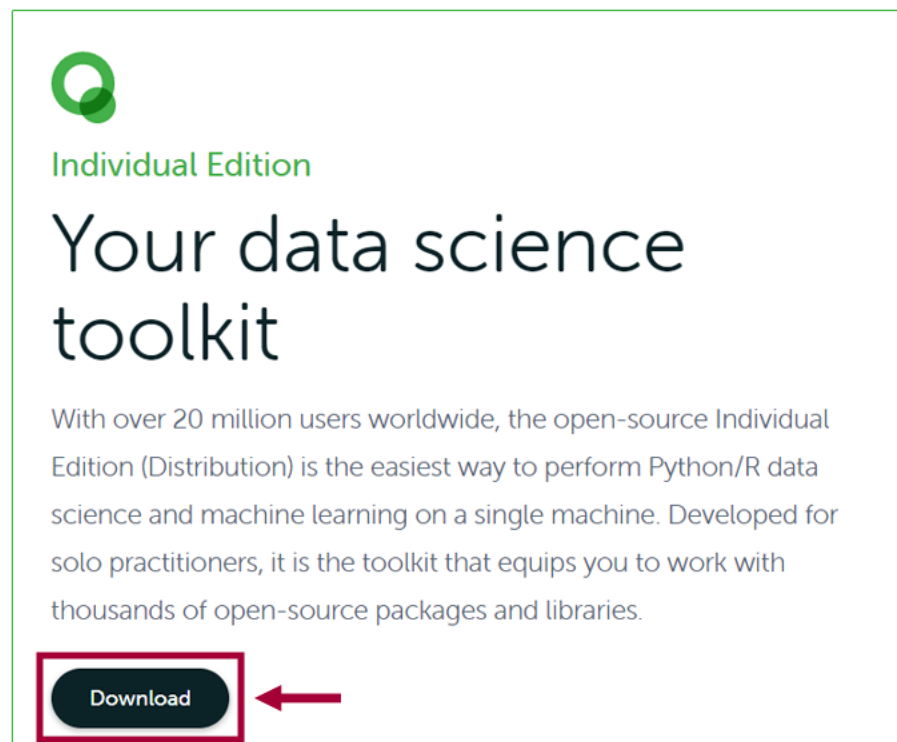 Individual Edition
Your data science
toolkit
With over 20 million users worldwide, the open-source Individual
Edition (Distribution) is the easiest way to perform Python/R data
science and machine learning on a single machine. Developed for
solo practitioners, it is the toolkit that equips you to work with
thousands of open-source packages and libraries.
Download